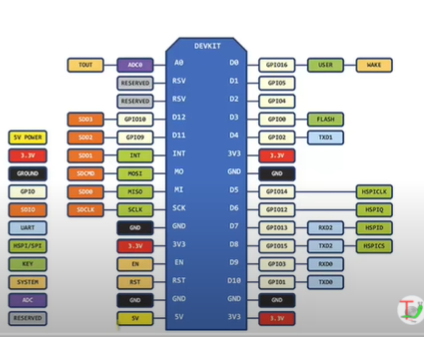 DEVKIT
TOUT ADC0 A0 D0 GPIO16 USER WAKE
RESERVED RSV D1 GPIO5
RESERVED RSV D2 GPIO4
SDD3 GPIO10 D12 D3 GPIO0 FLASH
5V POWER SDD2 GPIO9 D11 D4 GPIO2 TXD1
3.3V SDD1 INT INT 3V3 3.3V
GROUND SDCMD MOSI MO GND GND
GPIO SDD0 MISO MI D5 GPIO14 HSPICLK
SDIO SDCLK SCLK SCK D6 GPIO12 HSPIQ
UART GND GND D7 GPIO13 RXD2 HSPID
HSPI/SPI 3.3V 3V3 D8 GPIO15 TXD2 HSPICS
KEY EN EN D9 GPIO3 RXD0
SYSTEM RST RST D10 GPIO1 TXD0
ADC GND GND GND GND
RESERVED 5V 5V 3V3 3.3V